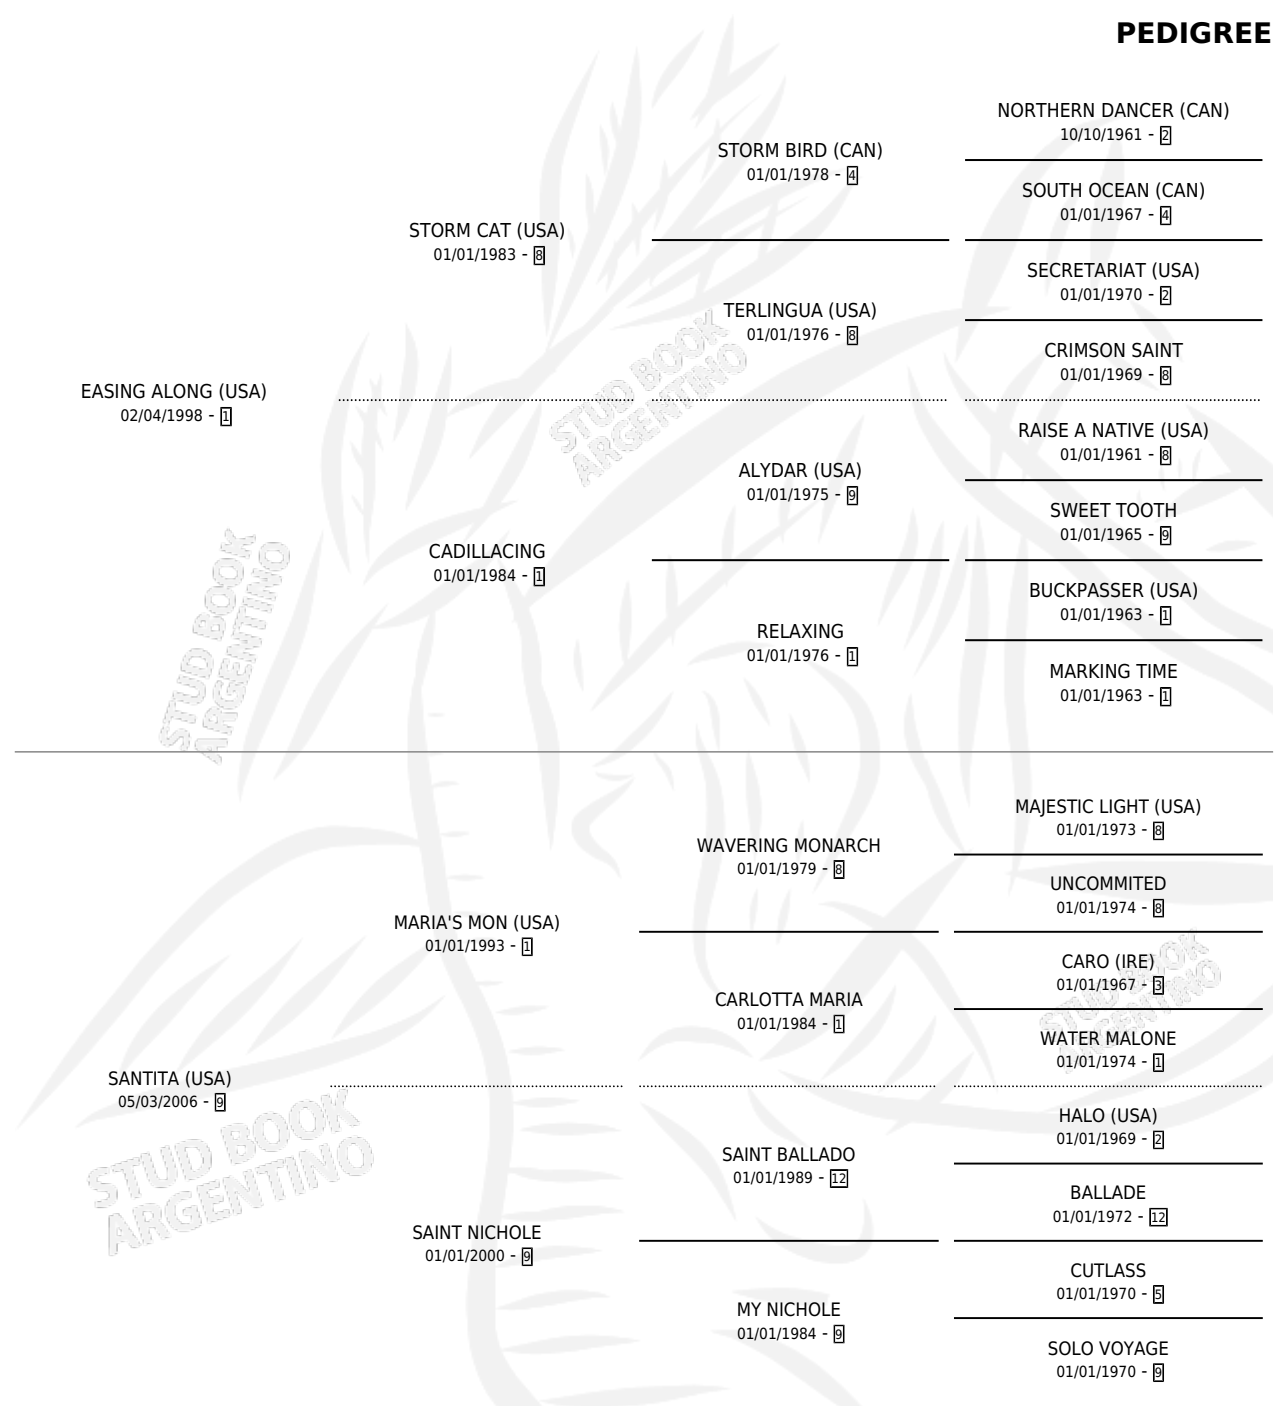 PEDIGREE
NORTHERN DANCER (CAN)
10/10/1961 - 2
STORM BIRD (CAN)
01/01/1978 - 4
SOUTH OCEAN (CAN)
01/01/1967 - 4
STORM CAT (USA)
01/01/1983 - 8
SECRETARIAT (USA)
01/01/1970 - 2
TERLINGUA (USA)
01/01/1976 - 8
CRIMSON SAINT
01/01/1969 - 8
EASING ALONG (USA)
02/04/1998 - 1
RAISE A NATIVE (USA)
01/01/1961 - 8
ALYDAR (USA)
01/01/1975 - 9
SWEET TOOTH
01/01/1965 - 9
CADILLACING
01/01/1984 - 1
BUCKPASSER (USA)
01/01/1963 - 1
RELAXING
01/01/1976 - 1
MARKING TIME
01/01/1963 - 1
MAJESTIC LIGHT (USA)
01/01/1973 - 8
WAVERING MONARCH
01/01/1979 - 8
UNCOMMITED
01/01/1974 - 8
MARIA'S MON (USA)
01/01/1993 - 1
CARO (IRE)
01/01/1967 - 3
CARLOTTA MARIA
01/01/1984 - 1
WATER MALONE
01/01/1974 - 1
SANTITA (USA)
05/03/2006 - 9
HALO (USA)
01/01/1969 - 2
SAINT BALLADO
01/01/1989 - 12
BALLADE
01/01/1972 - 12
SAINT NICHOLE
01/01/2000 - 9
CUTLASS
01/01/1970 - 5
MY NICHOLE
01/01/1984 - 9
SOLO VOYAGE
01/01/1970 - 9
STUD BOOK
ARGENTINO
STUD BOOK
ARGENTINO
STUD BOOK
ARGENTINO
STUD BOOK
ARGENTINO